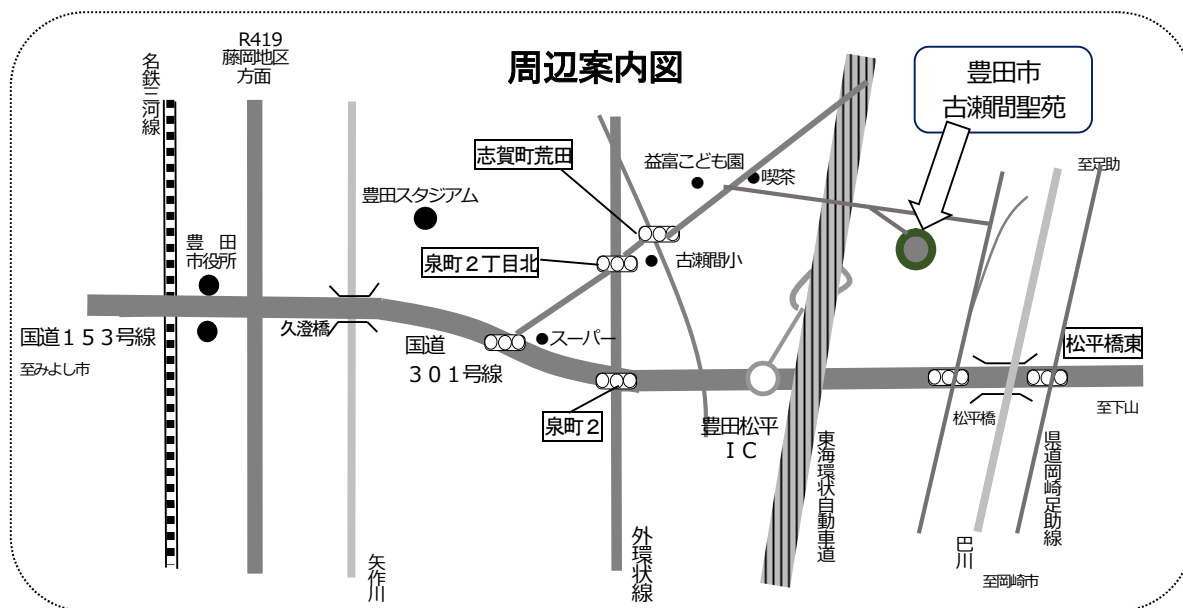 周辺案内図
R419
藤岡地区
方面
名鉄三河線
豊田市
古瀬間聖苑
志賀町荒田
益富こども園
喫茶
至足助
豊田スタジアム
豊　田
市役所
泉町２丁目北
古瀬間小
国道１５３号線
至みよし市
久澄橋
国道
３０１号線
スーパー
松平橋東
泉町２
豊田松平
ＩＣ
松平橋
至下山
東海環状自動車道
県道岡崎足助線
外環状線
矢作川
巴川
至岡崎市